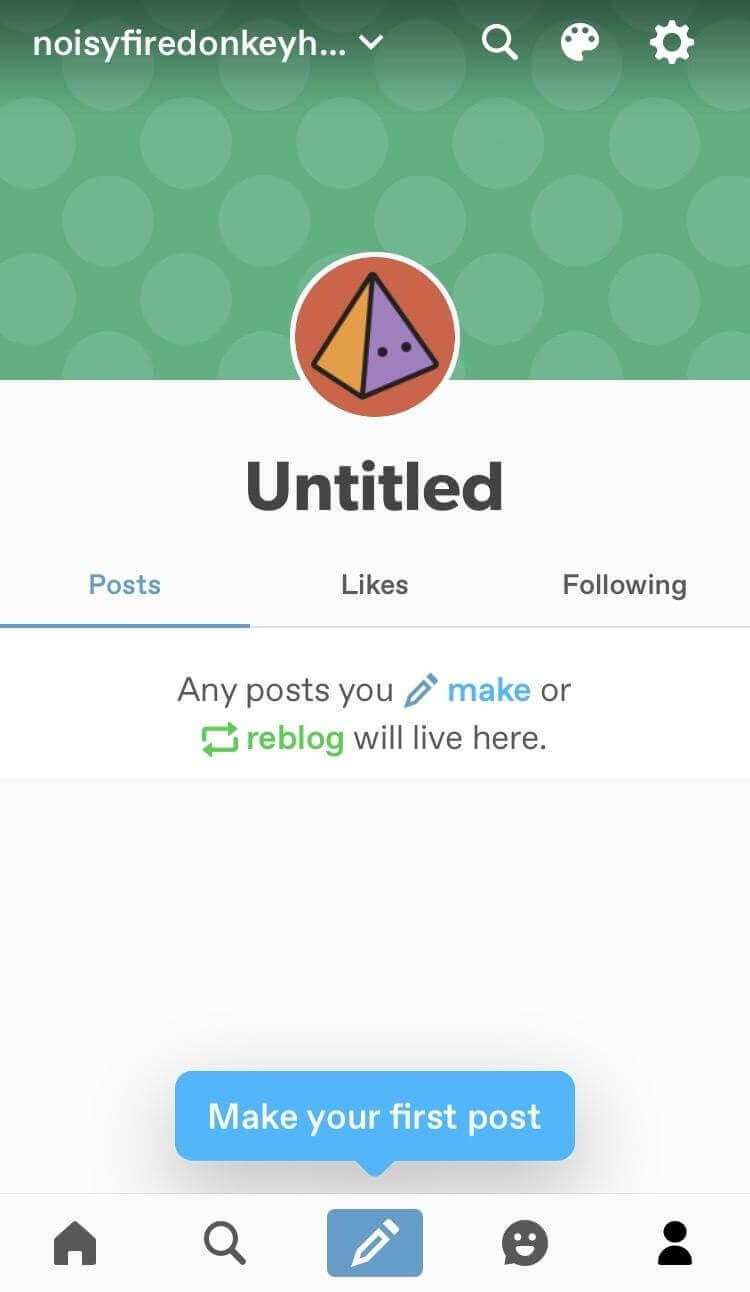 noisyfiredonkeyh...
Untitled
Posts Likes Following
Any posts you make or
reblog will live here.
Make your first post